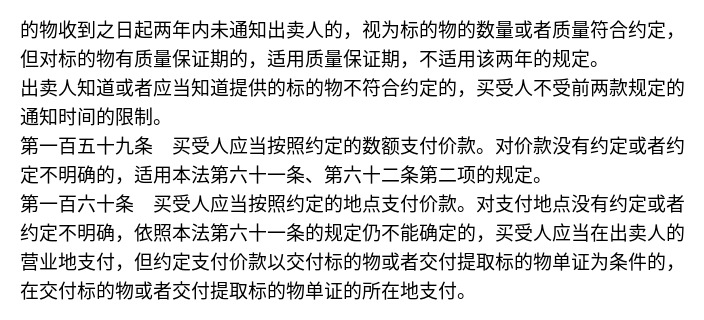 的物收到之日起两年内未通知出卖人的，视为标的物的数量或者质量符合约定，
但对标的物有质量保证期的，适用质量保证期，不适用该两年的规定。
出卖人知道或者应当知道提供的标的物不符合约定的，买受人不受前两款规定的
通知时间的限制。
第一百五十九条　买受人应当按照约定的数额支付价款。对价款没有约定或者约
定不明确的，适用本法第六十一条、第六十二条第二项的规定。
第一百六十条　买受人应当按照约定的地点支付价款。对支付地点没有约定或者
约定不明确，依照本法第六十一条的规定仍不能确定的，买受人应当在出卖人的
营业地支付，但约定支付价款以交付标的物或者交付提取标的物单证为条件的，
在交付标的物或者交付提取标的物单证的所在地支付。